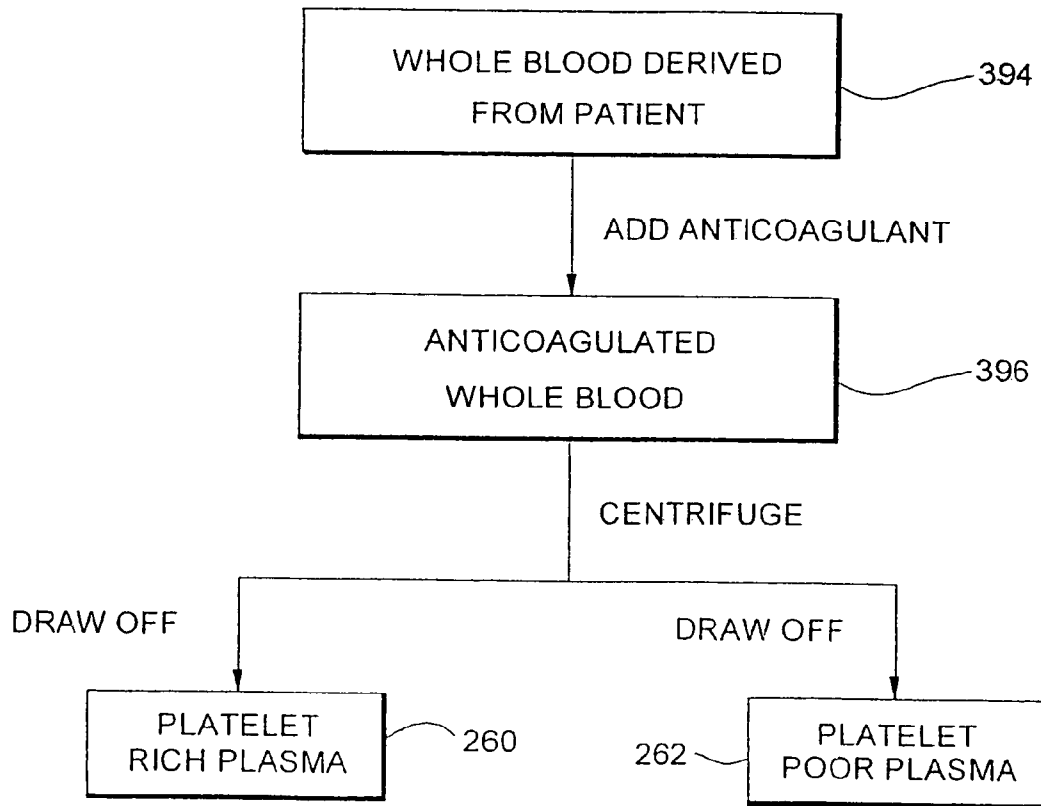 WHOLE BLOOD DERIVED
FROM PATIENT
394
ADD ANTICOAGULANT
ANTICOAGULATED
WHOLE BLOOD
396
CENTRIFUGE
DRAW OFF
DRAW OFF
PLATELET
RICH PLASMA
260
262
PLATELET
POOR PLASMA